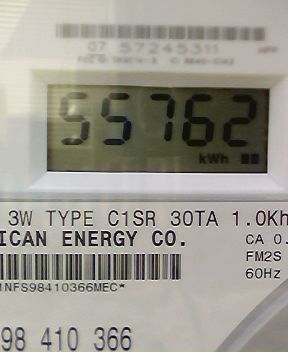 07 57245311
55762
kWh
3W TYPE C1SR 30TA 1.0Kh
ICAN ENERGY CO.
CA 0.
FM2S
60Hz
NFS98410366MEC*
98 410 366